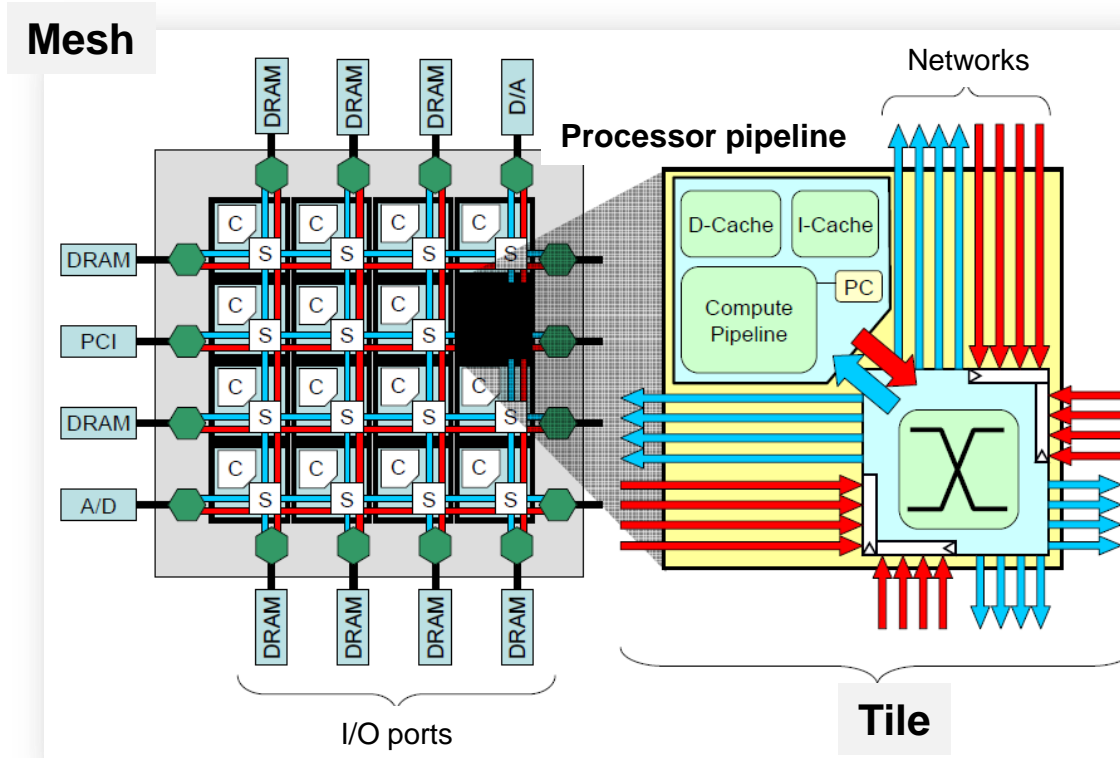 Mesh
Networks
DRAM
DRAM
DRAM
D/A
Processor pipeline
D-Cache
I-Cache
PC
Compute
Pipeline
C
C
C
C
DRAM
S
S
S
S
C
C
C
PCI
S
S
S
C
C
C
C
DRAM
S
S
S
S
C
C
C
C
A/D
S
S
S
S
DRAM
DRAM
DRAM
DRAM
I/O ports
Tile